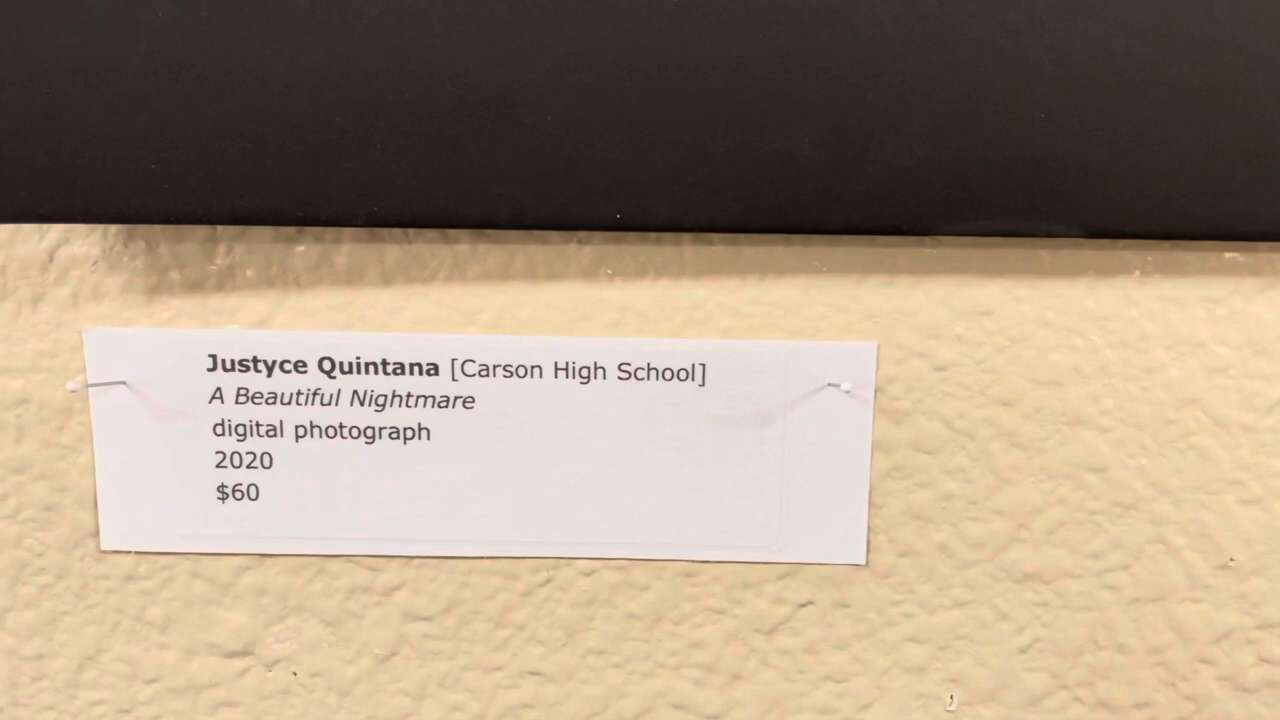 Justyce Quintana [Carson High School]
A Beautiful Nightmare
digital photograph
2020
$60